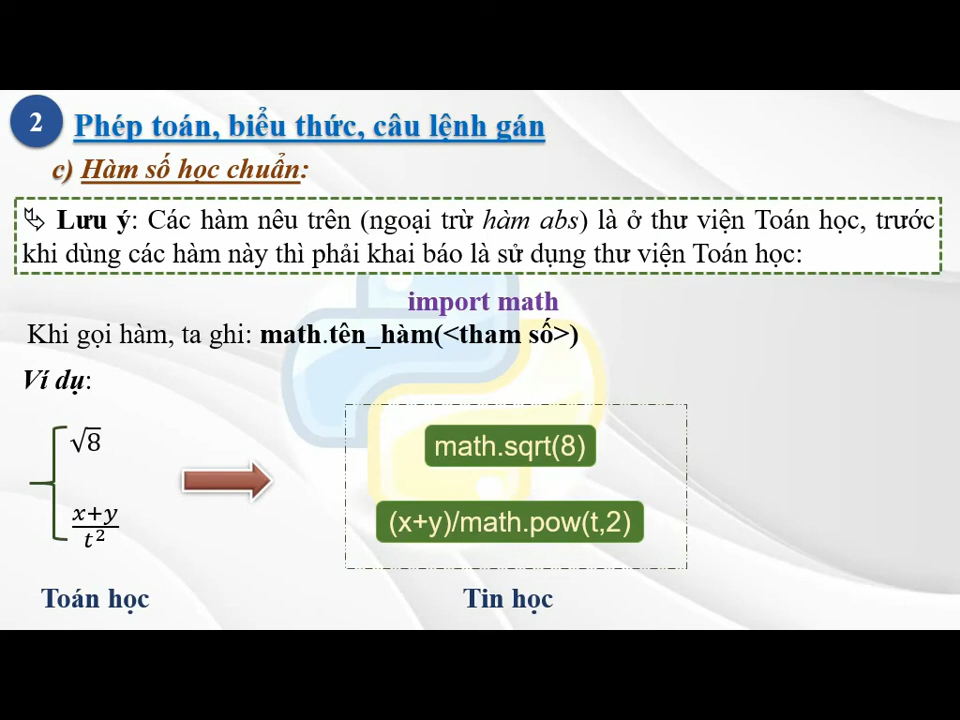 2 Phép toán, biểu thức, câu lệnh gán
c) Hàm số học chuẩn:
Lưu ý: Các hàm nêu trên (ngoại trừ hàm abs) là ở thư viện Toán học, trước
khi dùng các hàm này thì phải khai báo là sử dụng thư viện Toán học:
import math
Khi gọi hàm, ta ghi: math.tên_hàm(<tham số>)
Ví dụ:
√8
math.sqrt(8)
x+y
t²
(x+y)/math.pow(t,2)
Toán học
Tin học